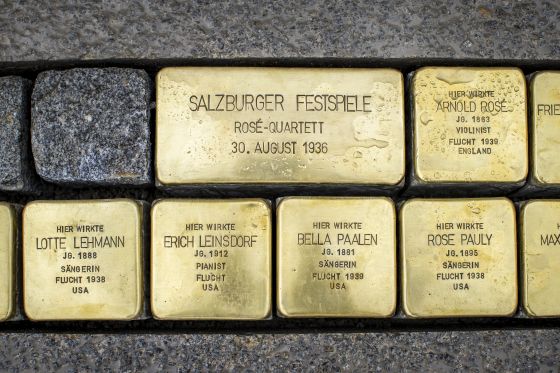 SALZBURGER FESTSPIELE
ROSÉ-QUARTETT
30. AUGUST 1936
HIER WIRKTE
ARNOLD ROSÉ
JG. 1863
VIOLINIST
FLUCHT 1939
ENGLAND
FRIE
HIER WIRKTE
LOTTE LEHMANN
JG. 1888
SÄNGERIN
FLUCHT 1938
USA
HIER WIRKTE
ERICH LEINSDORF
JG. 1912
PIANIST
FLUCHT
USA
HIER WIRKTE
BELLA PAALEN
JG. 1881
SÄNGERIN
FLUCHT 1939
USA
HIER WIRKTE
ROSE PAULY
JG. 1895
SÄNGERIN
FLUCHT 1938
USA
MAX